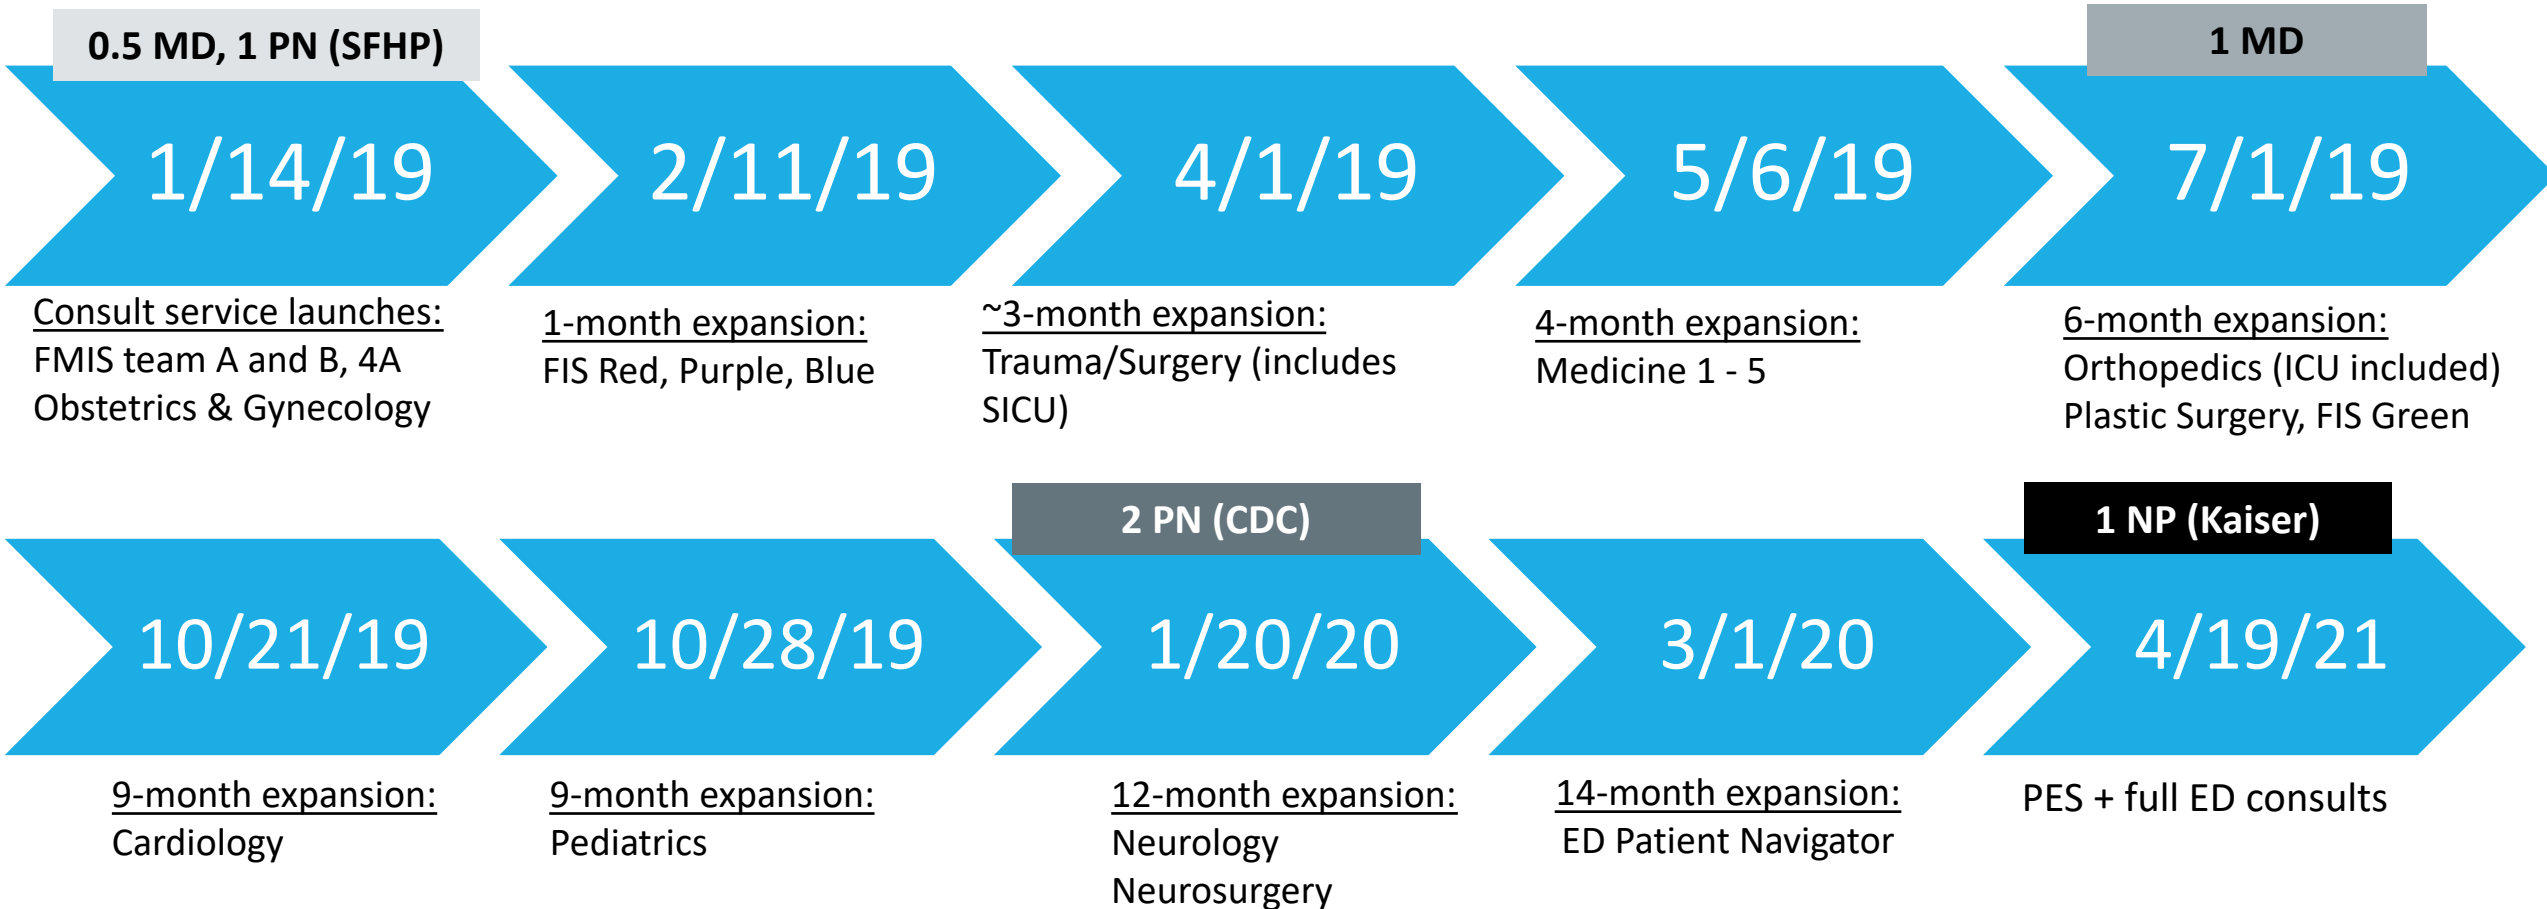 0.5 MD, 1 PN (SFHP)
1 MD
1/14/19
2/11/19
4/1/19
5/6/19
7/1/19
Consult service launches:
FMIS team A and B, 4A
Obstetrics & Gynecology
1-month expansion:
FIS Red, Purple, Blue
~3-month expansion:
Trauma/Surgery (includes
SICU)
4-month expansion:
Medicine 1 - 5
6-month expansion:
Orthopedics (ICU included)
Plastic Surgery, FIS Green
2 PN (CDC)
1 NP (Kaiser)
10/21/19
10/28/19
1/20/20
3/1/20
4/19/21
9-month expansion:
Cardiology
9-month expansion:
Pediatrics
12-month expansion:
Neurology
Neurosurgery
14-month expansion:
ED Patient Navigator
PES + full ED consults